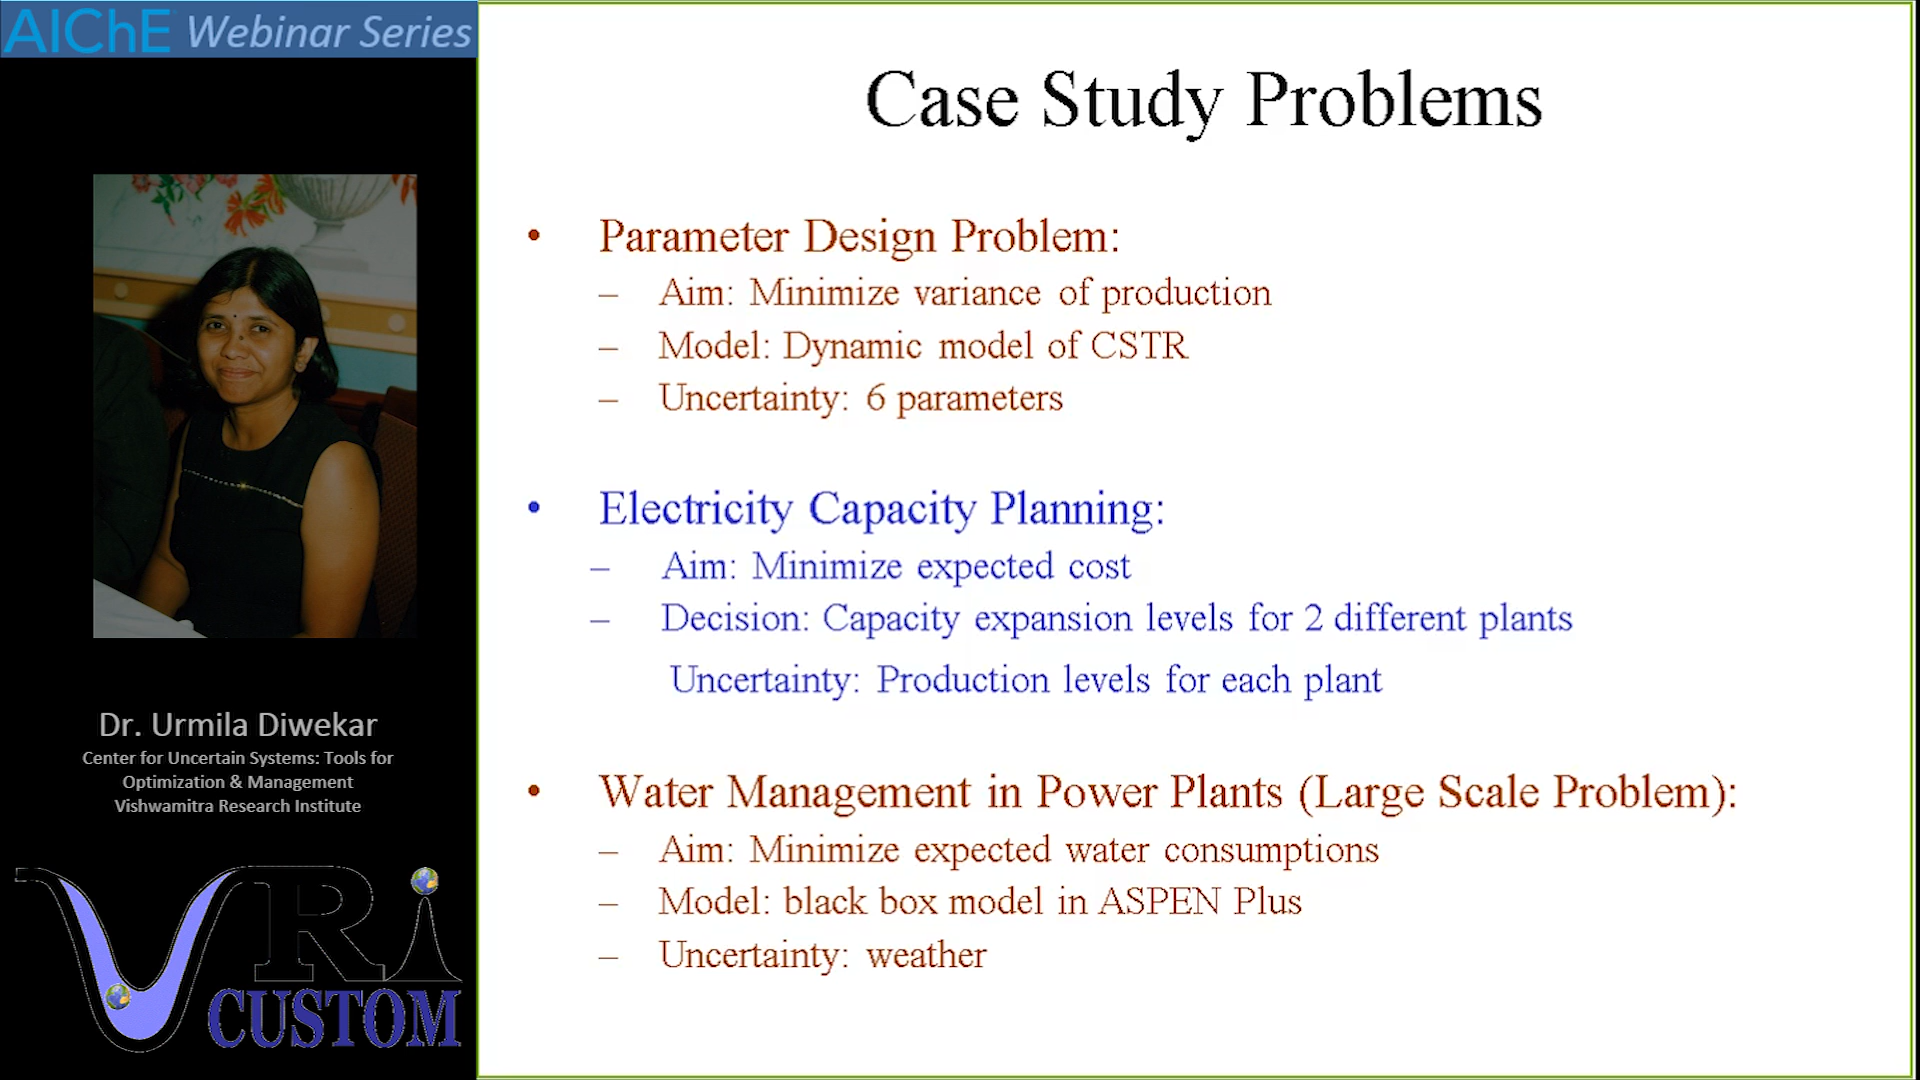 AIChE Webinar Series
Dr. Urmila Diwekar
Center for Uncertain Systems: Tools for
Optimization & Management
Vishwamitra Research Institute
VRi
CUSTOM
Case Study Problems
• Parameter Design Problem:
– Aim: Minimize variance of production
– Model: Dynamic model of CSTR
– Uncertainty: 6 parameters
• Electricity Capacity Planning:
– Aim: Minimize expected cost
– Decision: Capacity expansion levels for 2 different plants
Uncertainty: Production levels for each plant
• Water Management in Power Plants (Large Scale Problem):
– Aim: Minimize expected water consumptions
– Model: black box model in ASPEN Plus
– Uncertainty: weather